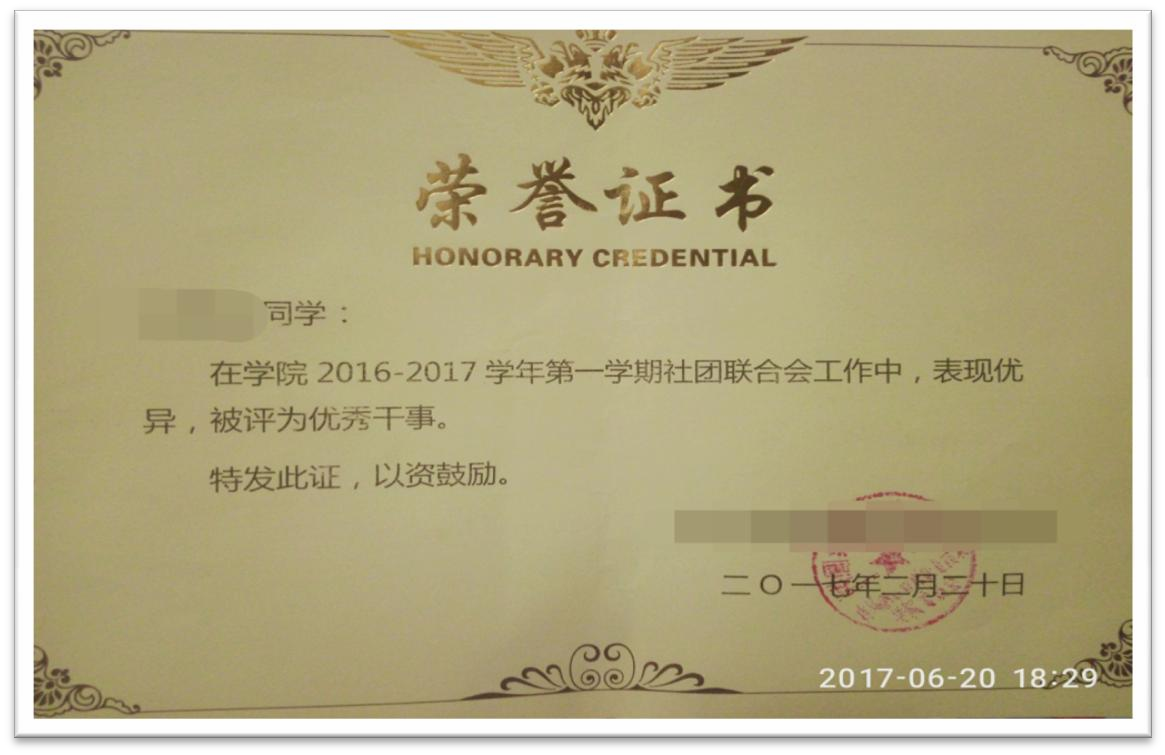 荣誉证书
HONORARY CREDENTIAL
同学：
在学院 2016-2017 学年第一学期社团联合会工作中，表现优
异，被评为优秀干事。
特发此证，以资鼓励。
二〇一七年二月二十日
2017-06-20 18:29